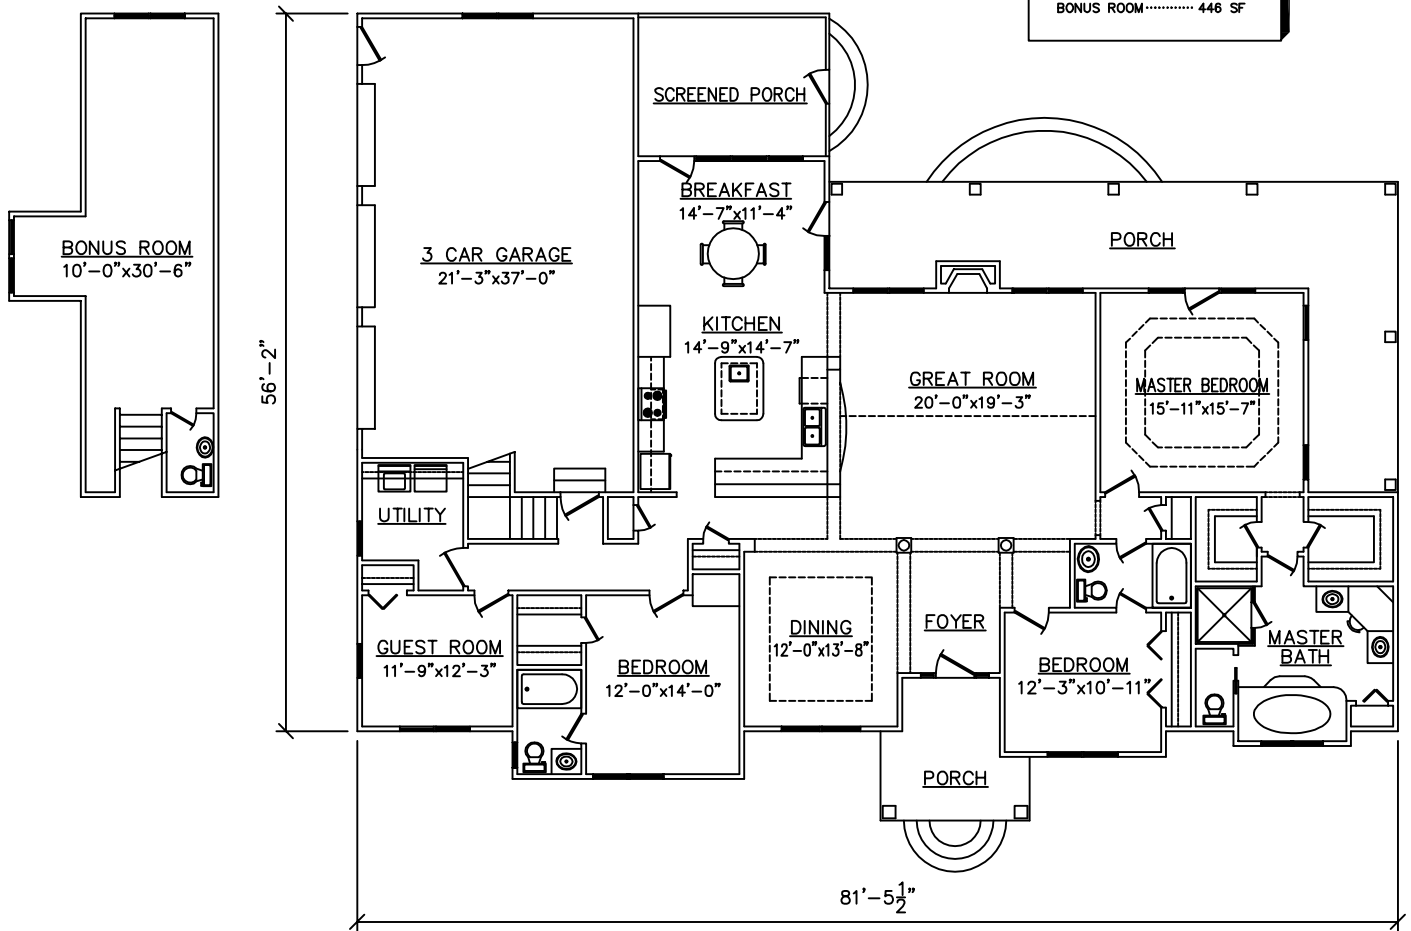 BONUS ROOM ............ 446 SF
SCREENED PORCH
BREAKFAST
14'-7"x11'-4"
BONUS ROOM
10'-0"x30'-6"
3 CAR GARAGE
21'-3"x37'-0"
PORCH
KITCHEN
14'-9"x14'-7"
56'-2"
GREAT ROOM
20'-0"x19'-3"
MASTER BEDROOM
15'-11"x15'-7"
UTILITY
GUEST ROOM
11'-9"x12'-3"
BEDROOM
12'-0"x14'-0"
DINING
12'-0"x13'-8"
FOYER
BEDROOM
12'-3"x10'-11"
MASTER
BATH
PORCH
81'-5 1/2"